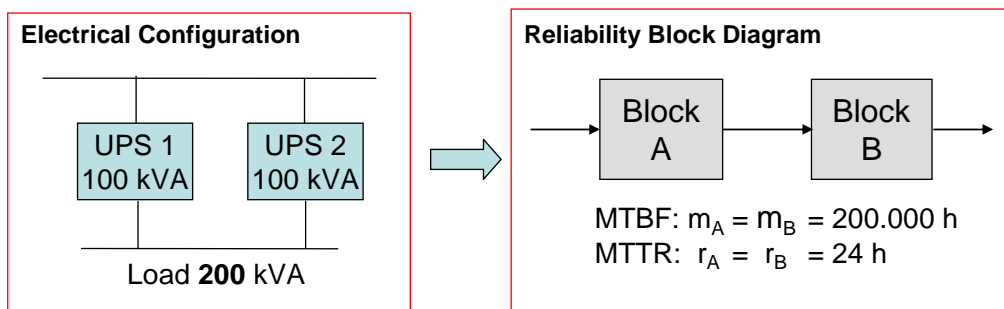 Electrical Configuration
UPS 1
100 kVA
UPS 2
100 kVA
Load 200 kVA
Reliability Block Diagram
Block
A
Block
B
MTBF: mA = mB = 200.000 h
MTTR: rA = rB = 24 h